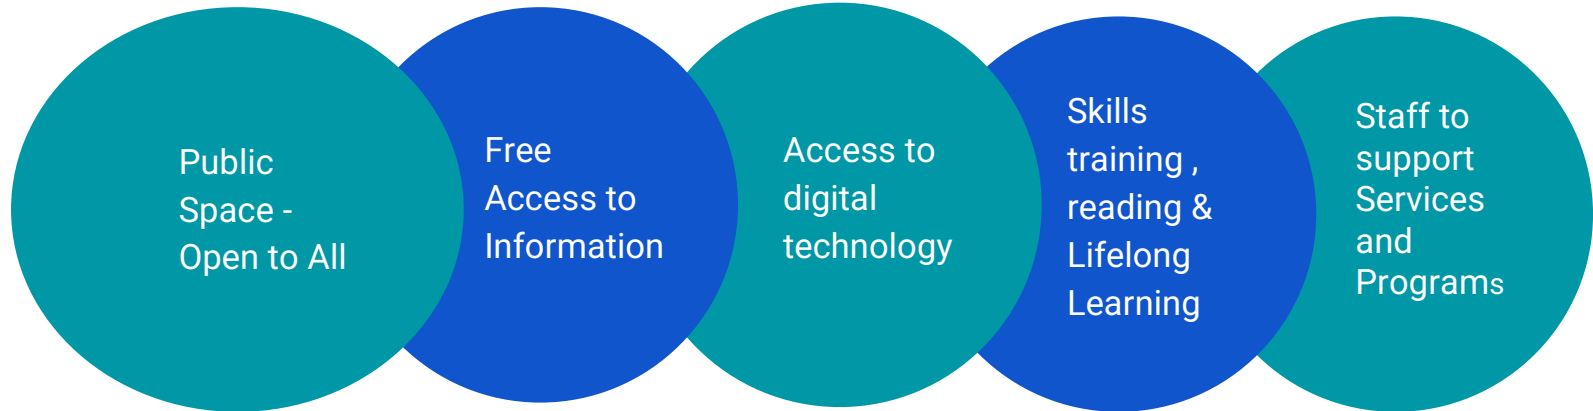 Public
Space -
Open to All
Free
Access to
Information
Access to
digital
technology
Skills
training ,
reading &
Lifelong
Learning
Staff to
support
Services
and
Programs